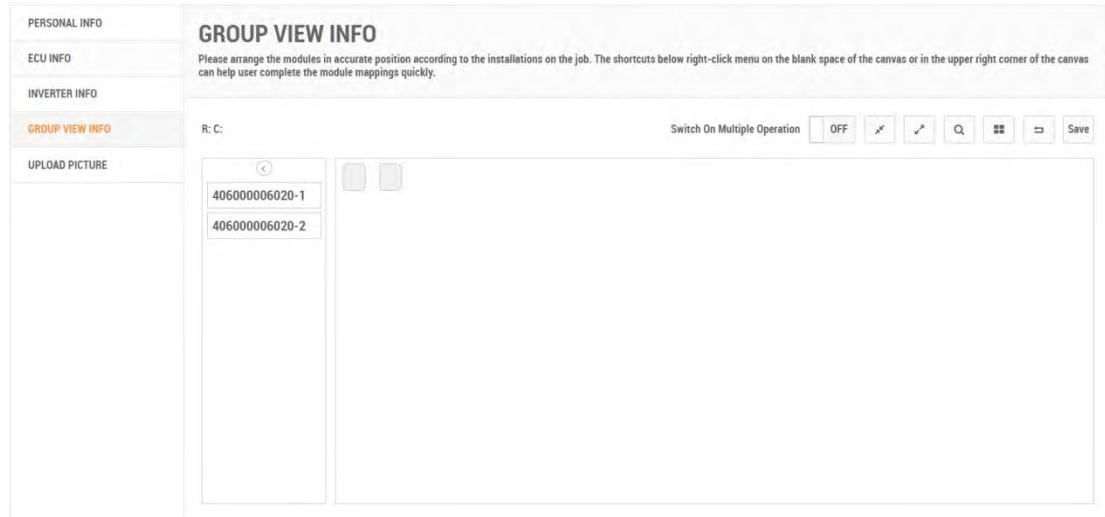 PERSONAL INFO
ECU INFO
INVERTER INFO
GROUP VIEW INFO
UPLOAD PICTURE
GROUP VIEW INFO
Please arrange the modules in accurate position according to the installations on the job. The shortcuts below right-click menu on the blank space of the canvas or in the upper right corner of the canvas
can help user complete the module mappings quickly.
R: C:
Switch On Multiple Operation OFF Save
406000006020-1
406000006020-2